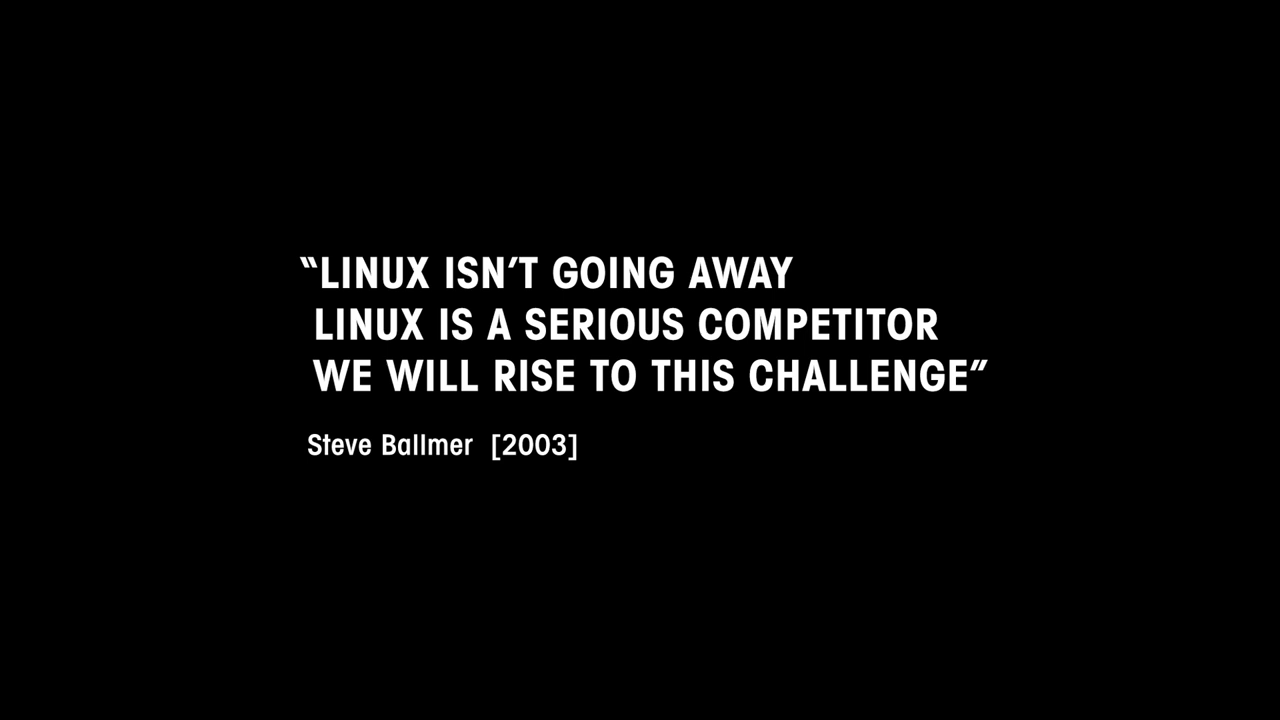 “LINUX ISN’T GOING AWAY
LINUX IS A SERIOUS COMPETITOR
WE WILL RISE TO THIS CHALLENGE”
Steve Ballmer [2003]